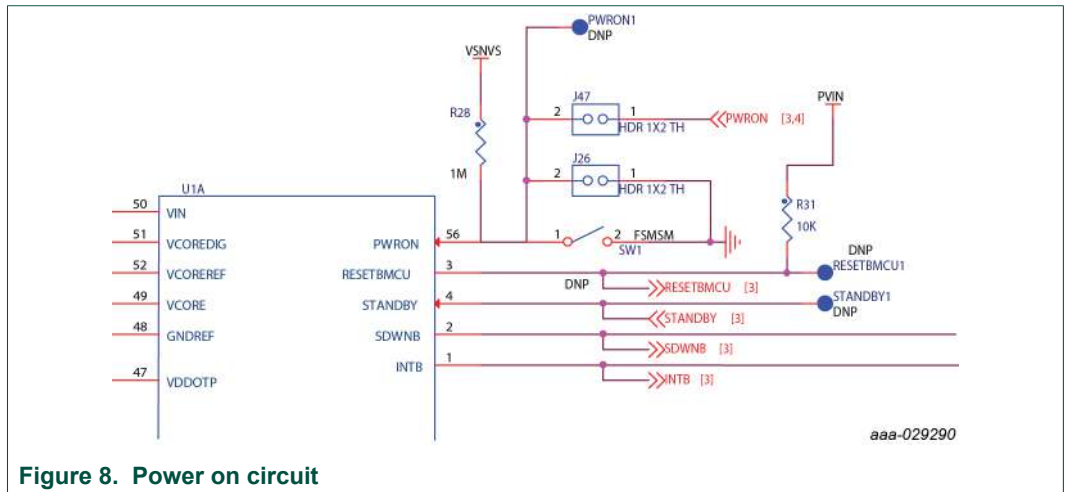 PWRON1
DNP
VSNVS
J47
2 1
HDR 1X2 TH
PWRON [3,4]
PVIN
R28
1M
J26
2 1
HDR 1X2 TH
R31
10K
U1A
50 VIN
51 VCOREDIG
52 VCOREREF
49 VCORE
48 GNDREF
47 VDDOTP
PWRON 56
1 2 FSMSM
SW1
RESETBMCU 3
DNP
DNP
RESETBMCU1
RESETBMCU [3]
STANDBY 4
STANDBY1
DNP
STANDBY [3]
SDWNB 2
SDWNB [3]
INTB 1
INTB [3]
aaa-029290
Figure 8. Power on circuit